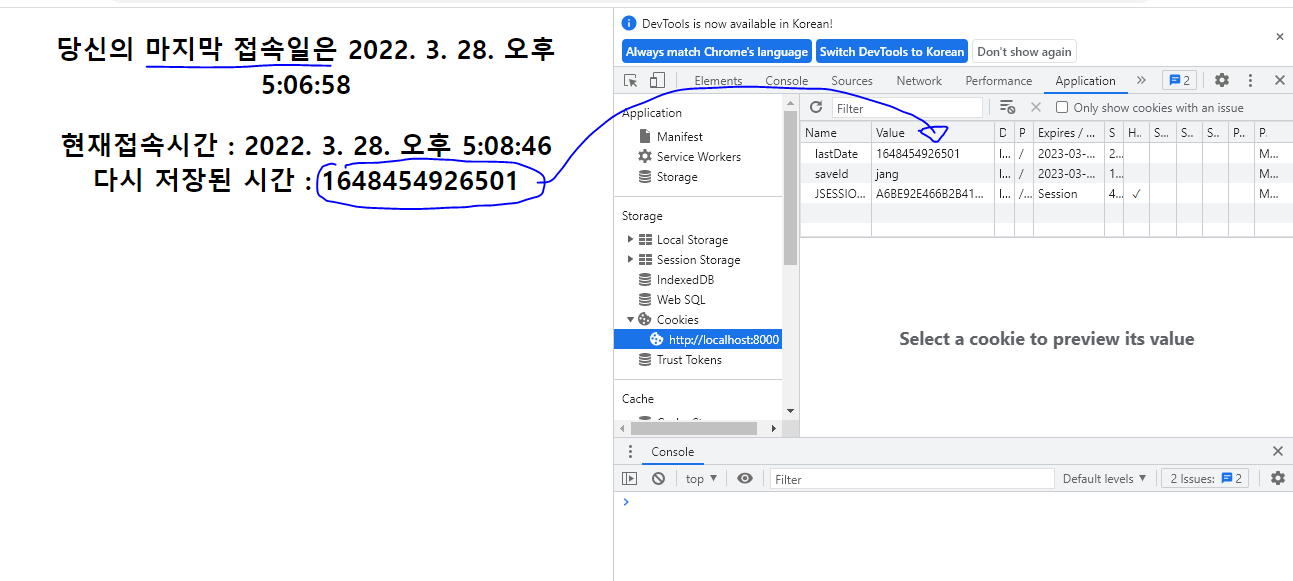 당신의 마지막 접속일은 2022. 3. 28. 오후
5:06:58
현재접속시간 : 2022. 3. 28. 오후 5:08:46
다시 저장된 시간 : 1648454926501
DevTools is now available in Korean!
Always match Chrome's language Switch DevTools to Korean Don't show again
Elements Console Sources Network Performance Application 2
Application
Manifest
Service Workers
Storage
Storage
Local Storage
Session Storage
IndexedDB
Web SQL
Cookies
http://localhost:8000
Trust Tokens
Cache
Filter Only show cookies with an issue
Name Value D P Expires / ... S H.. S... S.. S.. P.. P.
lastDate 1648454926501 l... / 2023-03-... 2.. M...
saveId jang l... / 2023-03-... 1.. M...
JSESSIO... A6BE92E466B2B41... l... /... Session 4.. ✓ M...
Select a cookie to preview its value
Console
top Filter Default levels 2 Issues: 2